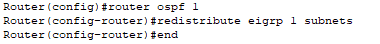 Router(config)#router ospf 1
Router(config-router)#redistribute eigrp 1 subnets
Router(config-router)#end